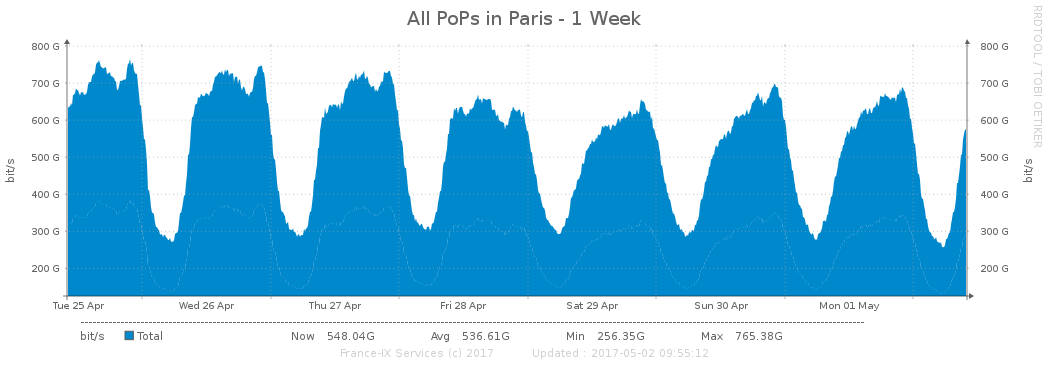 All PoPs in Paris - 1 Week
RRDTOOL / TOBI OETIKER
800 G 800 G
700 G 700 G
600 G 600 G
500 G 500 G
400 G 400 G
300 G 300 G
200 G 200 G
bit/s bit/s
Tue 25 Apr Wed 26 Apr Thu 27 Apr Fri 28 Apr Sat 29 Apr Sun 30 Apr Mon 01 May
bit/s Total Now 548.04G Avg 536.61G Min 256.35G Max 765.38G
France-IX Services (c) 2017 Updated : 2017-05-02 09:55:12